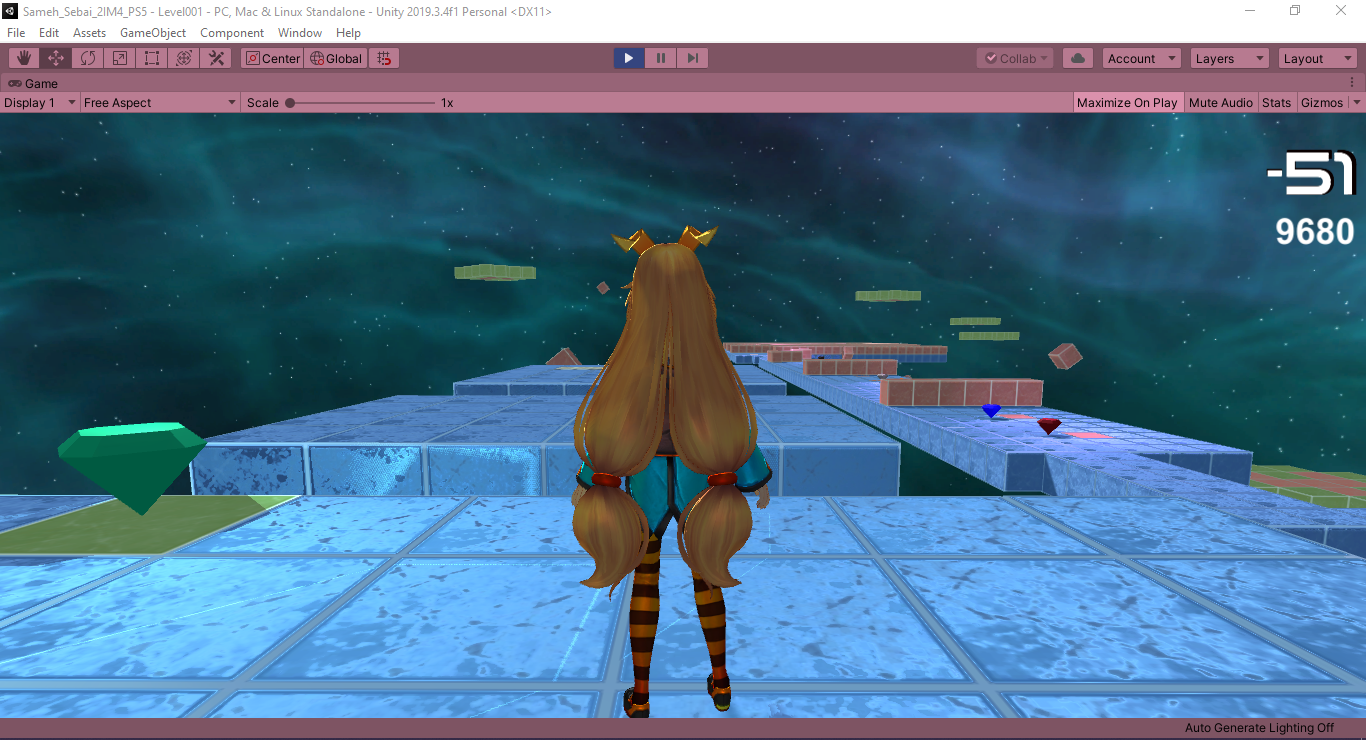 Sameh_Sebai_2IM4_PS5 - Level001 - PC, Mac & Linux Standalone - Unity 2019.3.4f1 Personal <DX11>
File Edit Assets GameObject Component Window Help
Center Global Collab Account Layers Layout
Game
Display 1 Free Aspect Scale 1x Maximize On Play Mute Audio Stats Gizmos
-51
9680
Auto Generate Lighting Off